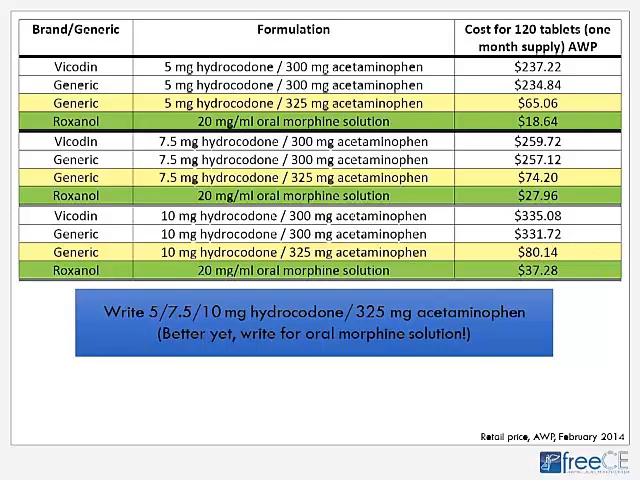 Brand/Generic Formulation Cost for 120 tablets (one month supply) AWP
Vicodin 5 mg hydrocodone / 300 mg acetaminophen $237.22
Generic 5 mg hydrocodone / 300 mg acetaminophen $234.84
Generic 5 mg hydrocodone / 325 mg acetaminophen $65.06
Roxanol 20 mg/ml oral morphine solution $18.64
Vicodin 7.5 mg hydrocodone / 300 mg acetaminophen $259.72
Generic 7.5 mg hydrocodone / 300 mg acetaminophen $257.12
Generic 7.5 mg hydrocodone / 325 mg acetaminophen $74.20
Roxanol 20 mg/ml oral morphine solution $27.96
Vicodin 10 mg hydrocodone / 300 mg acetaminophen $335.08
Generic 10 mg hydrocodone / 300 mg acetaminophen $331.72
Generic 10 mg hydrocodone / 325 mg acetaminophen $80.14
Roxanol 20 mg/ml oral morphine solution $37.28
Write 5/7.5/10 mg hydrocodone/325 mg acetaminophen
(Better yet, write for oral morphine solution!)
Retail price, AWP, February 2014
freeCE